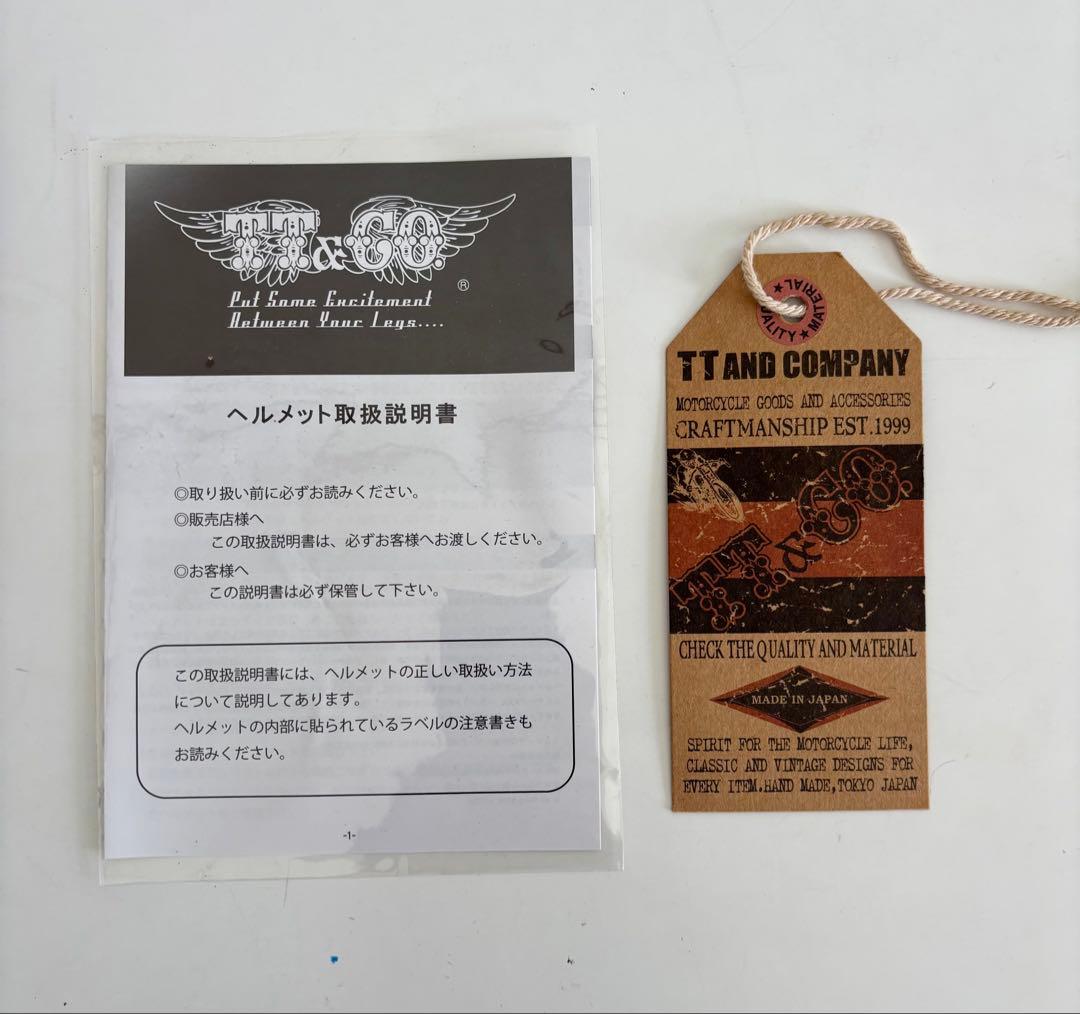 TT&CO.
®
Put Some Excitement
Between Your Legs....
ヘルメット取扱説明書
◎取り扱い前に必ずお読みください。
◎販売店様へ
この取扱説明書は、必ずお客様へお渡しください。
◎お客様へ
この説明書は必ず保管して下さい。
この取扱説明書には、ヘルメットの正しい取扱い方法
について説明してあります。
ヘルメットの内部に貼られているラベルの注意書きも
お読みください。
-1-
★ MATERIAL ★
TT AND COMPANY
MOTORCYCLE GOODS AND ACCESSORIES
CRAFTMANSHIP EST.1999
TT&CO.
CHECK THE QUALITY AND MATERIAL
MADE IN JAPAN
SPIRIT FOR THE MOTORCYCLE LIFE,
CLASSIC AND VINTAGE DESIGNS FOR
EVERY ITEM.HAND MADE,TOKYO JAPAN